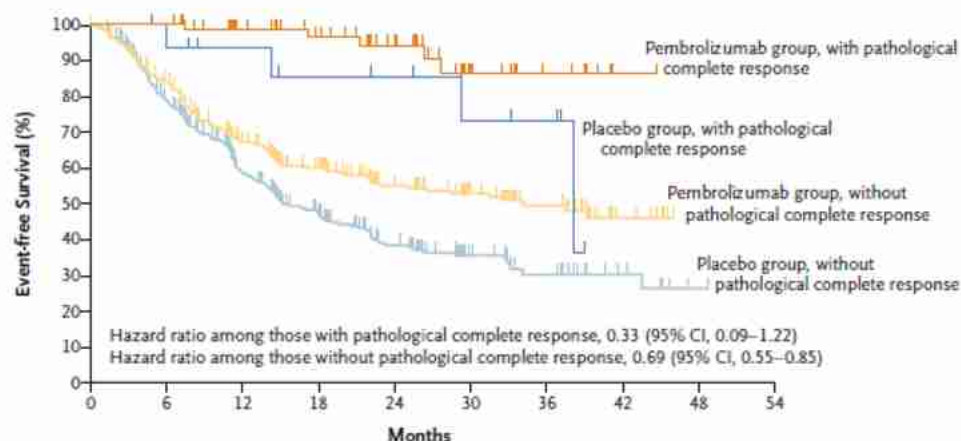 100
90
80
70
60
50
40
30
20
10
0
Event-free Survival (%)
Pembrolizumab group, with pathological
complete response
Placebo group, with pathological
complete response
Pembrolizumab group, without
pathological complete response
Placebo group, without
pathological complete response
Hazard ratio among those with pathological complete response, 0.33 (95% CI, 0.09–1.22)
Hazard ratio among those without pathological complete response, 0.69 (95% CI, 0.55–0.85)
0 6 12 18 24 30 36 42 48 54
Months